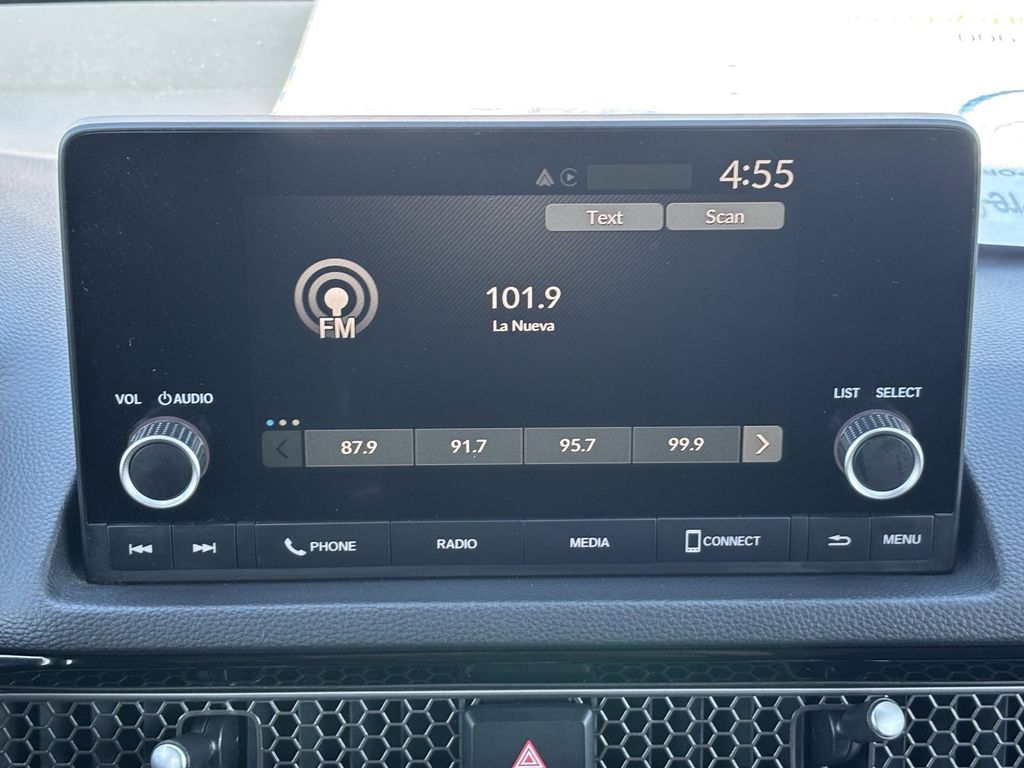 000
4:55
Text Scan
FM
101.9
La Nueva
VOL AUDIO
LIST SELECT
87.9 91.7 95.7 99.9
PHONE RADIO MEDIA CONNECT MENU